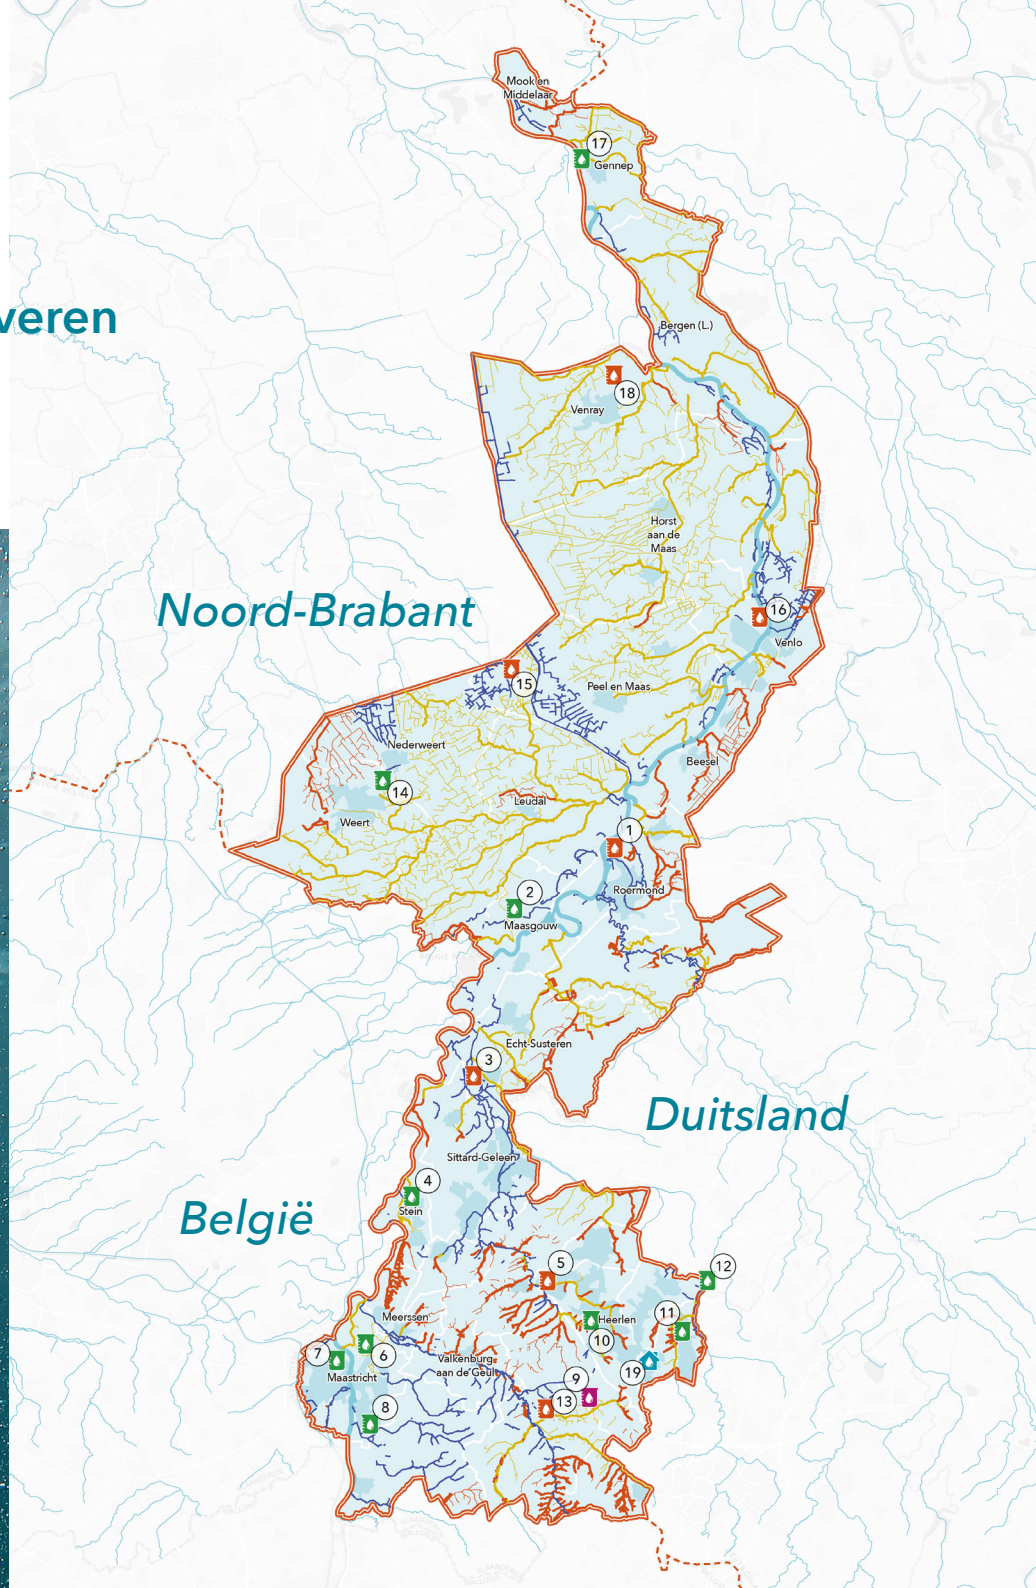 Mook en
Middelaar
17
Gennep
veren
Bergen (L.)
18
Venray
Horst
aan de
Maas
Noord-Brabant
16
Venlo
15
Peel en Maas
Nederweert
Beesel
14
Leudal
Weert
1
2
Roermond
Maasgouw
Echt-Susteren
3
Duitsland
Sittard-Geleen
4
België
Stein
5
12
11
Meerssen
Heerlen
10
7
6
Valkenburg
aan de Geul
19
Maastricht
9
13
8